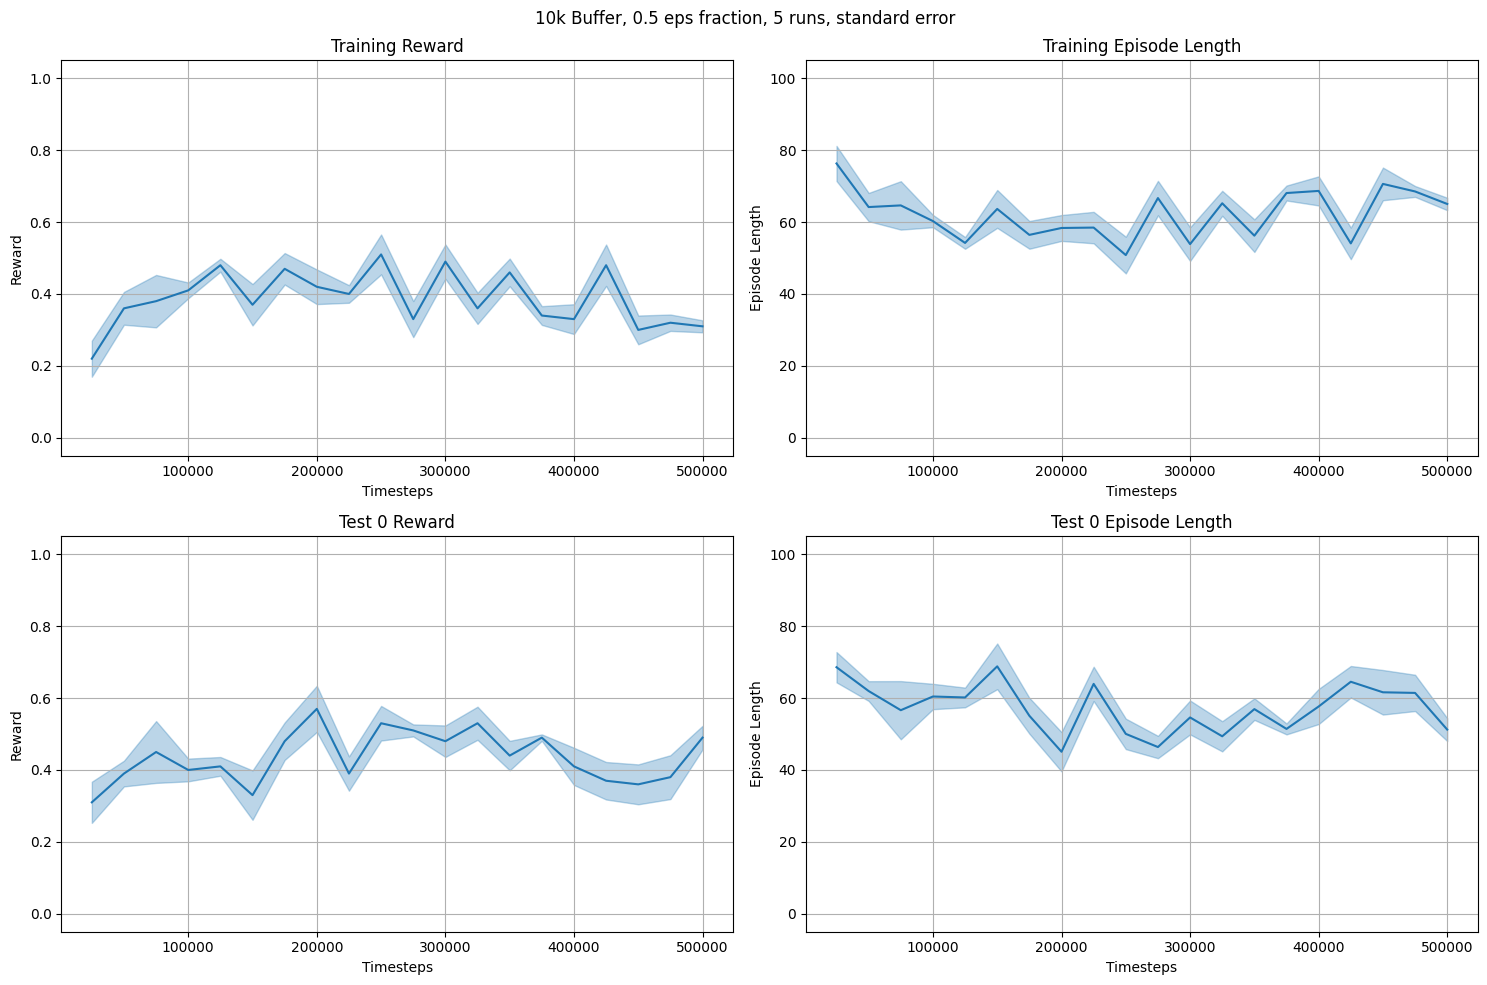 10k Buffer, 0.5 eps fraction, 5 runs, standard error
Training Reward
1.0
0.8
0.6
0.4
0.2
0.0
Reward
100000 200000 300000 400000 500000
Timesteps
Training Episode Length
100
80
60
40
20
0
Episode Length
100000 200000 300000 400000 500000
Timesteps
Test 0 Reward
1.0
0.8
0.6
0.4
0.2
0.0
Reward
100000 200000 300000 400000 500000
Timesteps
Test 0 Episode Length
100
80
60
40
20
0
Episode Length
100000 200000 300000 400000 500000
Timesteps